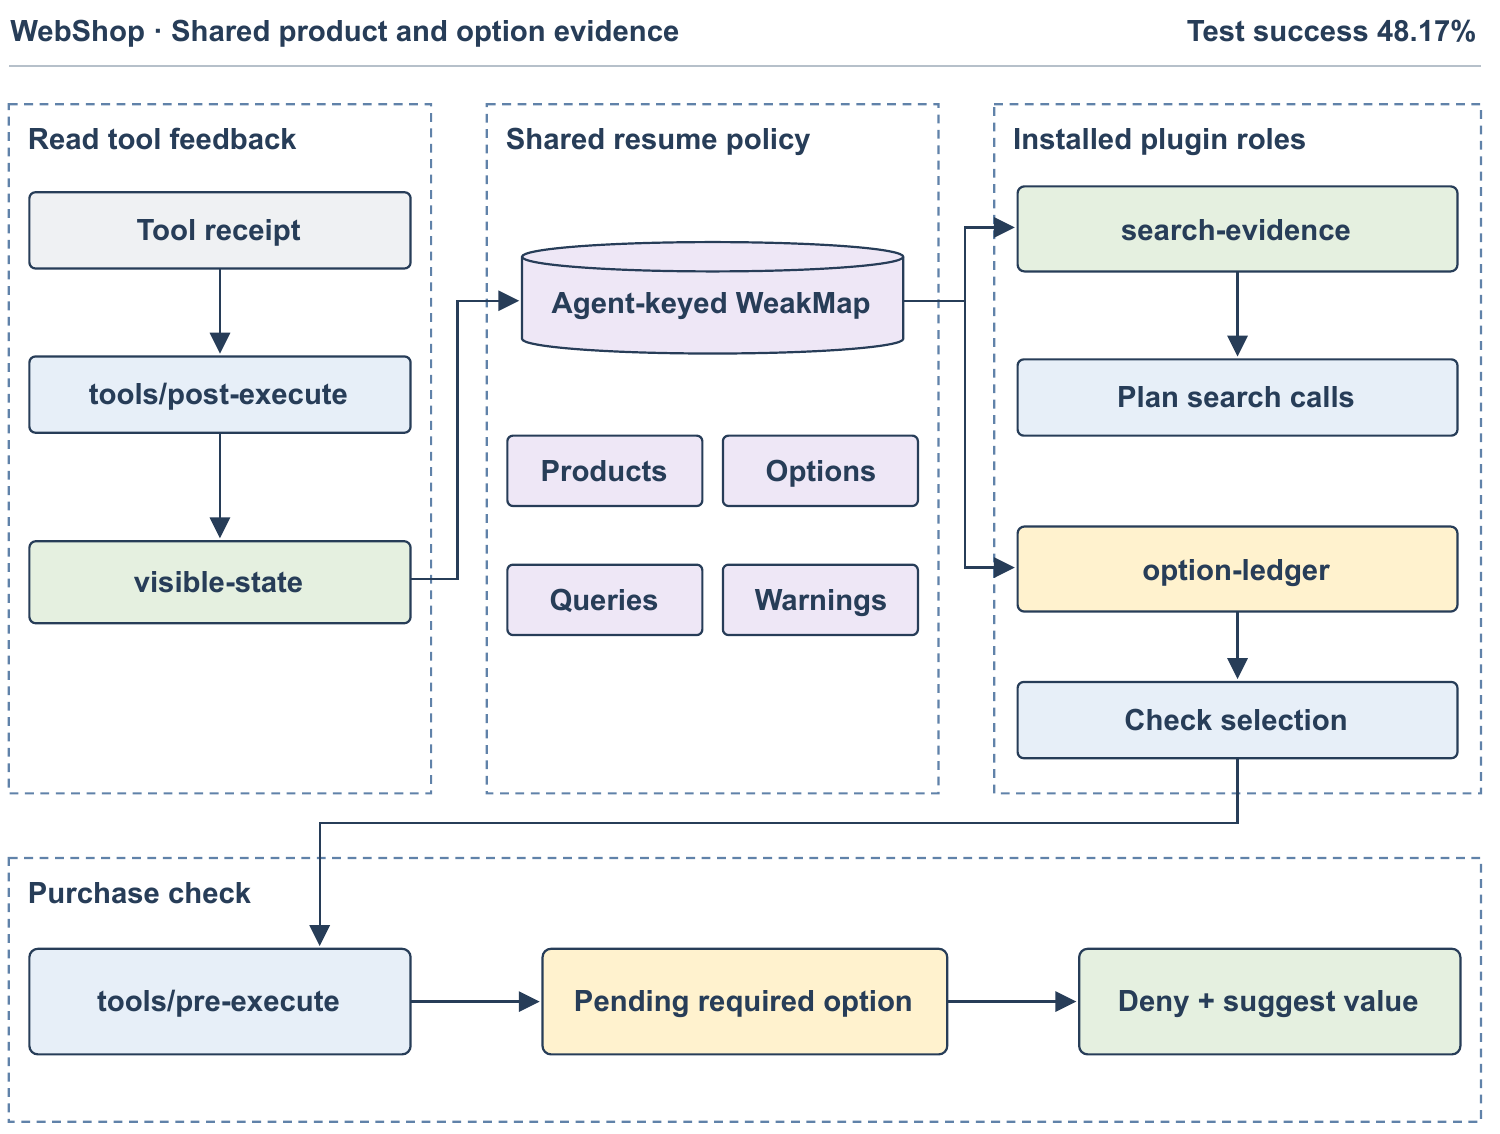 WebShop · Shared product and option evidence
Test success 48.17%
Read tool feedback
Tool receipt
tools/post-execute
visible-state
Shared resume policy
Agent-keyed WeakMap
Products
Options
Queries
Warnings
Installed plugin roles
search-evidence
Plan search calls
option-ledger
Check selection
Purchase check
tools/pre-execute
Pending required option
Deny + suggest value